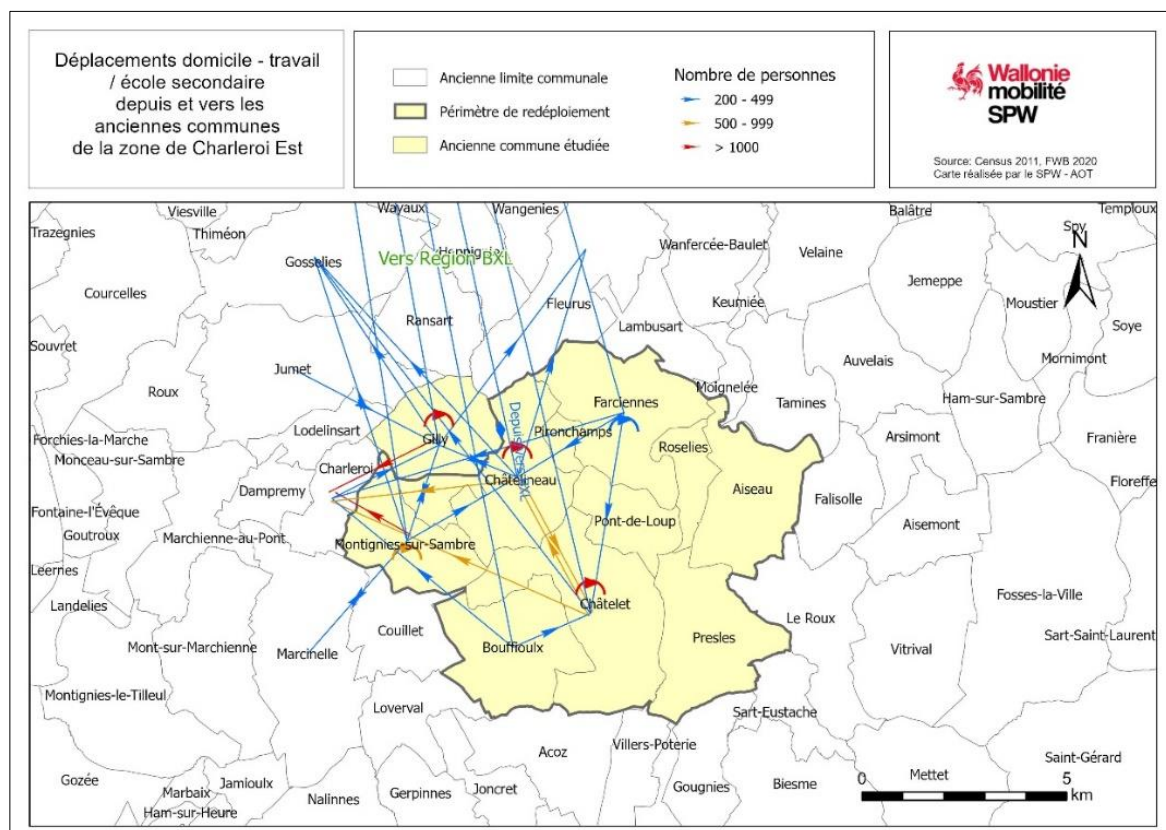 Déplacements domicile - travail
/ école secondaire
depuis et vers les
anciennes communes
de la zone de Charleroi Est
Ancienne limite communale
Périmètre de redéploiement
Ancienne commune étudiée
Nombre de personnes
200 - 499
500 - 999
> 1000
Wallonie
mobilité
SPW
Source: Census 2011, FWB 2020
Carte réalisée par le SPW - AOT
Viesville
Wayaux
Wangenies
Balâtre
Temploux
Trazegnies
Thiméon
Spy
Wanfercée-Baulet
Velaine
N
Gosselies
Vers Région BXL
Jemeppe
Courcelles
Keumiée
Moustier
Fleurus
Soye
Ransart
Lambusart
Souvret
Mornimont
Auvelais
Jumet
Roux
Moignelée
Ham-sur-Sambre
Farciennes
Tamines
Depuis/vers BXL
Lodelinsart
Pironchamps
Forchies-la-Marche
Gilly
Arsimont
Franière
Roselies
Monceau-sur-Sambre
Charleroi
Châtelineau
Floreffe
Aiseau
Dampremy
Falisolle
Fontaine-l'Évêque
Pont-de-Loup
Aisemont
Goutroux
Marchienne-au-Pont
Montignies-sur-Sambre
Leernes
Fosses-la-Ville
Landelies
Châtelet
Le Roux
Couillet
Presles
Sart-Saint-Laurent
Mont-sur-Marchienne
Bouffioulx
Vitrival
Marcinelle
Montigny-le-Tilleul
Loverval
Sart-Eustache
Acoz
Villers-Poterie
Saint-Gérard
Gozée
Jamioulx
Mettet
0
5
km
Marbaix
Nalinnes
Gerpinnes
Joncret
Gougnies
Biesme
Ham-sur-Heure